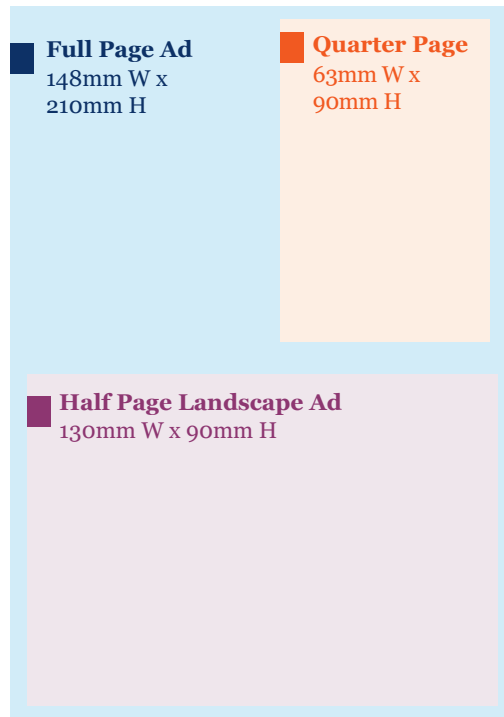 Full Page Ad
148mm W x
210mm H
Quarter Page
63mm W x
90mm H
Half Page Landscape Ad
130mm W x 90mm H